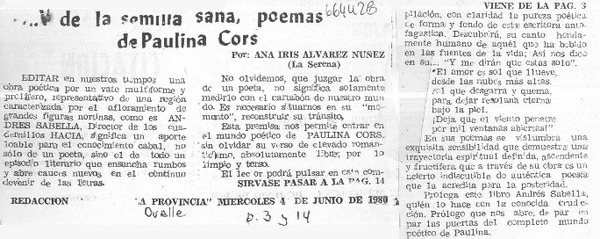 ...Y de la semilla sana, poemas
de Paulina Cors
664428
Por: ANA IRIS ALVAREZ NUÑEZ
(La Serena)
EDITAR en nuestros tiempos una
obra poética por un vate multiforme y
prolífero, representativo de una región
caracterizada por el afloramiento de
grandes figuras nortinas, como es AN-
DRES SABELLA, Director de los cua-
dernillos HACIA, significa un aporte
loable para el conocimiento cabal, no
sólo de un poeta, sino el de todo un
episodio literario que ensancha rumbos
y abre cauces nuevos en el continuo
devenir de las letras.
No olvidemos, que juzgar la obra
de un poeta, no significa solamente
medirlo con el cartabón de nuestro mundo.
Es necesario situarnos en su "mo-
mento", reconstruir su tránsito.
Esta premisa nos permite entrar
en el mundo poético de PAULINA CORS,
sin olvidar su verso de elevado roman-
ticismo, absolutamente libre; por lo
limpio y terso.
El lector podrá pulsar en esta com-
SIRVASE PASAR A LA PAG. 14
REDACCION "A PROVINCIA" MIERCOLES 4 DE JUNIO DE 1980
Ovalle
p. 3 y 14
VIENE DE LA PAG. 3
pilación, con claridad la pureza poética
de forma y fondo de esta escritora anto-
fagastina. Descubrirá, su canto honda-
mente humano de aquél que ha bebido
en las fuentes de la vida; Así nos dice
en su... "Y me dirán que estás solo".
"El amor es sol que llueve,
desde las nubes más altas,
sol que desgarra y quema,
para dejar resolana tierna
bajo la piel.
¡Deja que el viento penetre
por mil ventanas abiertas!"
En sus poemas se vislumbra una
exquisita sensibilidad que demuestra una
trayectoria espiritual definida, ascendente
y fructífera que a través de su obra es un
acierto indiscutible de auténtica poesía
que la acredita para la posteridad.
Prologa este libro Andrés Sabella,
quién lo hace con la conocida erudi-
ción. Prólogo que nos abre, de par en
par las puertas del completo mundo
poético de Paulina.